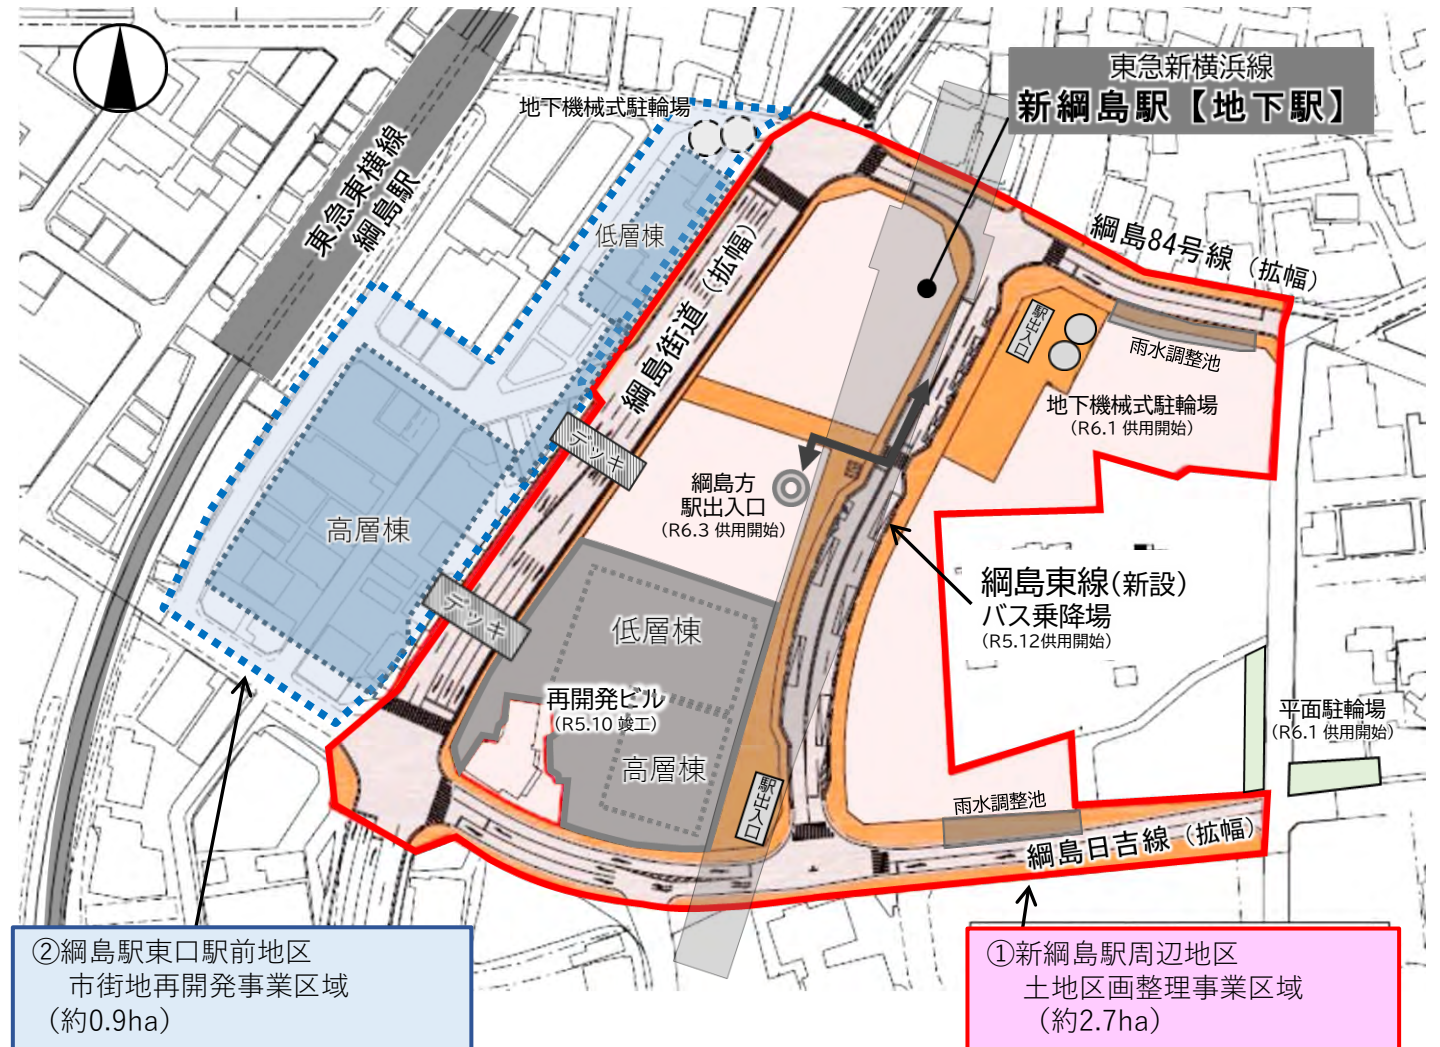 東急新横浜線
新綱島駅【地下駅】
地下機械式駐輪場
東急東横線
綱島駅
低層棟
綱島街道（拡幅）
綱島84号線（拡幅）
駅出入口
雨水調整池
地下機械式駐輪場
(R6.1 供用開始)
デッキ
綱島方
駅出入口
(R6.3 供用開始)
高層棟
綱島東線(新設)
バス乗降場
(R5.12供用開始)
デッキ
低層棟
再開発ビル
(R5.10 竣工)
高層棟
駅出入口
平面駐輪場
(R6.1 供用開始)
雨水調整池
綱島日吉線（拡幅）
②綱島駅東口駅前地区
市街地再開発事業区域
（約0.9ha）
①新綱島駅周辺地区
土地区画整理事業区域
（約2.7ha）